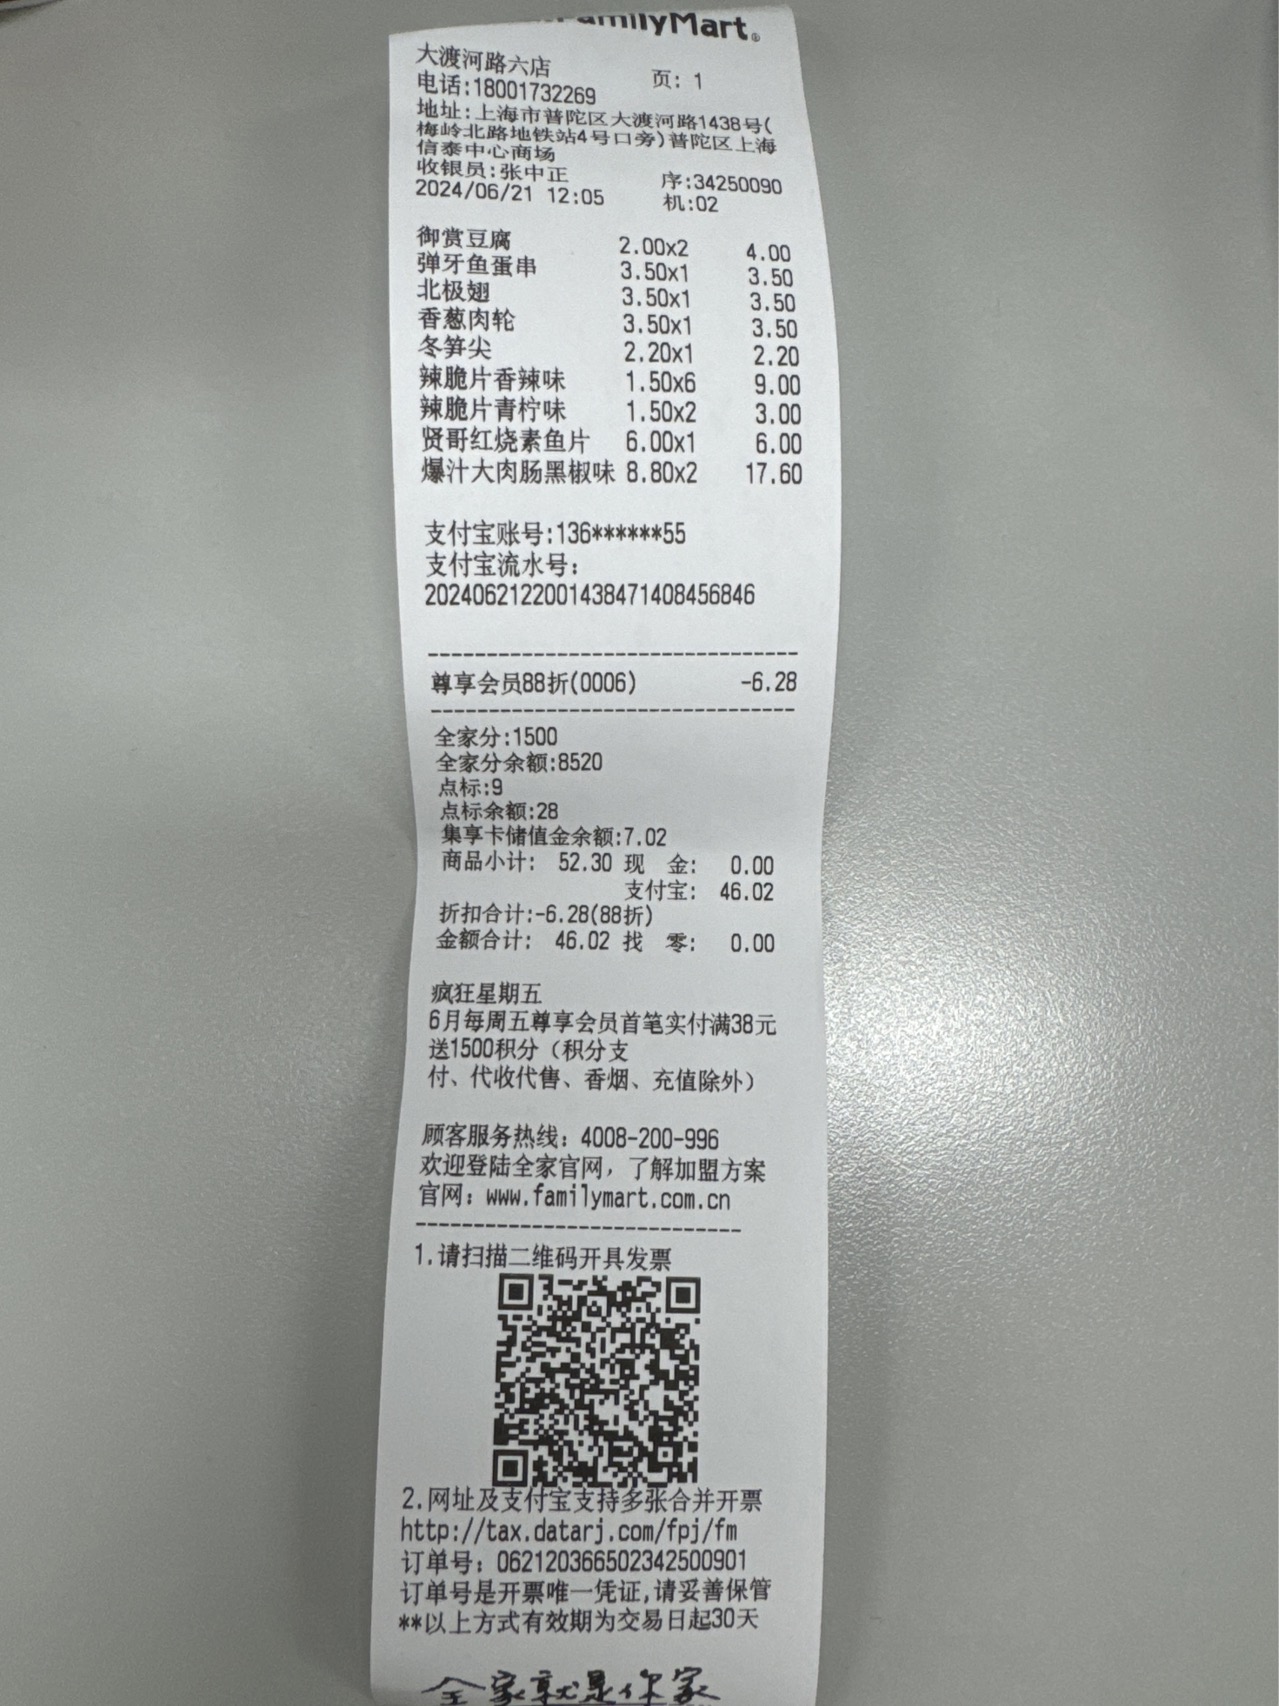 FamilyMart®
大渡河路六店
电话:18001732269 页: 1
地址:上海市普陀区大渡河路1438号(
梅岭北路地铁站4号口旁)普陀区上海
信泰中心商场
收银员:张中正 序:34250090
2024/06/21 12:05 机:02
御赏豆腐 2.00x2 4.00
弹牙鱼蛋串 3.50x1 3.50
北极翅 3.50x1 3.50
香葱肉轮 3.50x1 3.50
冬笋尖 2.20x1 2.20
辣脆片香辣味 1.50x6 9.00
辣脆片青柠味 1.50x2 3.00
贤哥红烧素鱼片 6.00x1 6.00
爆汁大肉肠黑椒味 8.80x2 17.60
支付宝账号:136******55
支付宝流水号:
2024062122001438471408456846
------------------------------
尊享会员88折(0006) -6.28
------------------------------
全家分:1500
全家分余额:8520
点标:9
点标余额:28
集享卡储值金余额:7.02
商品小计: 52.30 现 金: 0.00
支付宝: 46.02
折扣合计:-6.28(88折)
金额合计: 46.02 找 零: 0.00
疯狂星期五
6月每周五尊享会员首笔实付满38元
送1500积分（积分支
付、代收代售、香烟、充值除外）
顾客服务热线: 4008-200-996
欢迎登陆全家官网，了解加盟方案
官网: www.familymart.com.cn
----------------------------
1.请扫描二维码开具发票
2.网址及支付宝支持多张合并开票
http://tax.datarj.com/fpj/fm
订单号: 062120366502342500901
订单号是开票唯一凭证,请妥善保管
**以上方式有效期为交易日起30天
全家就是你家